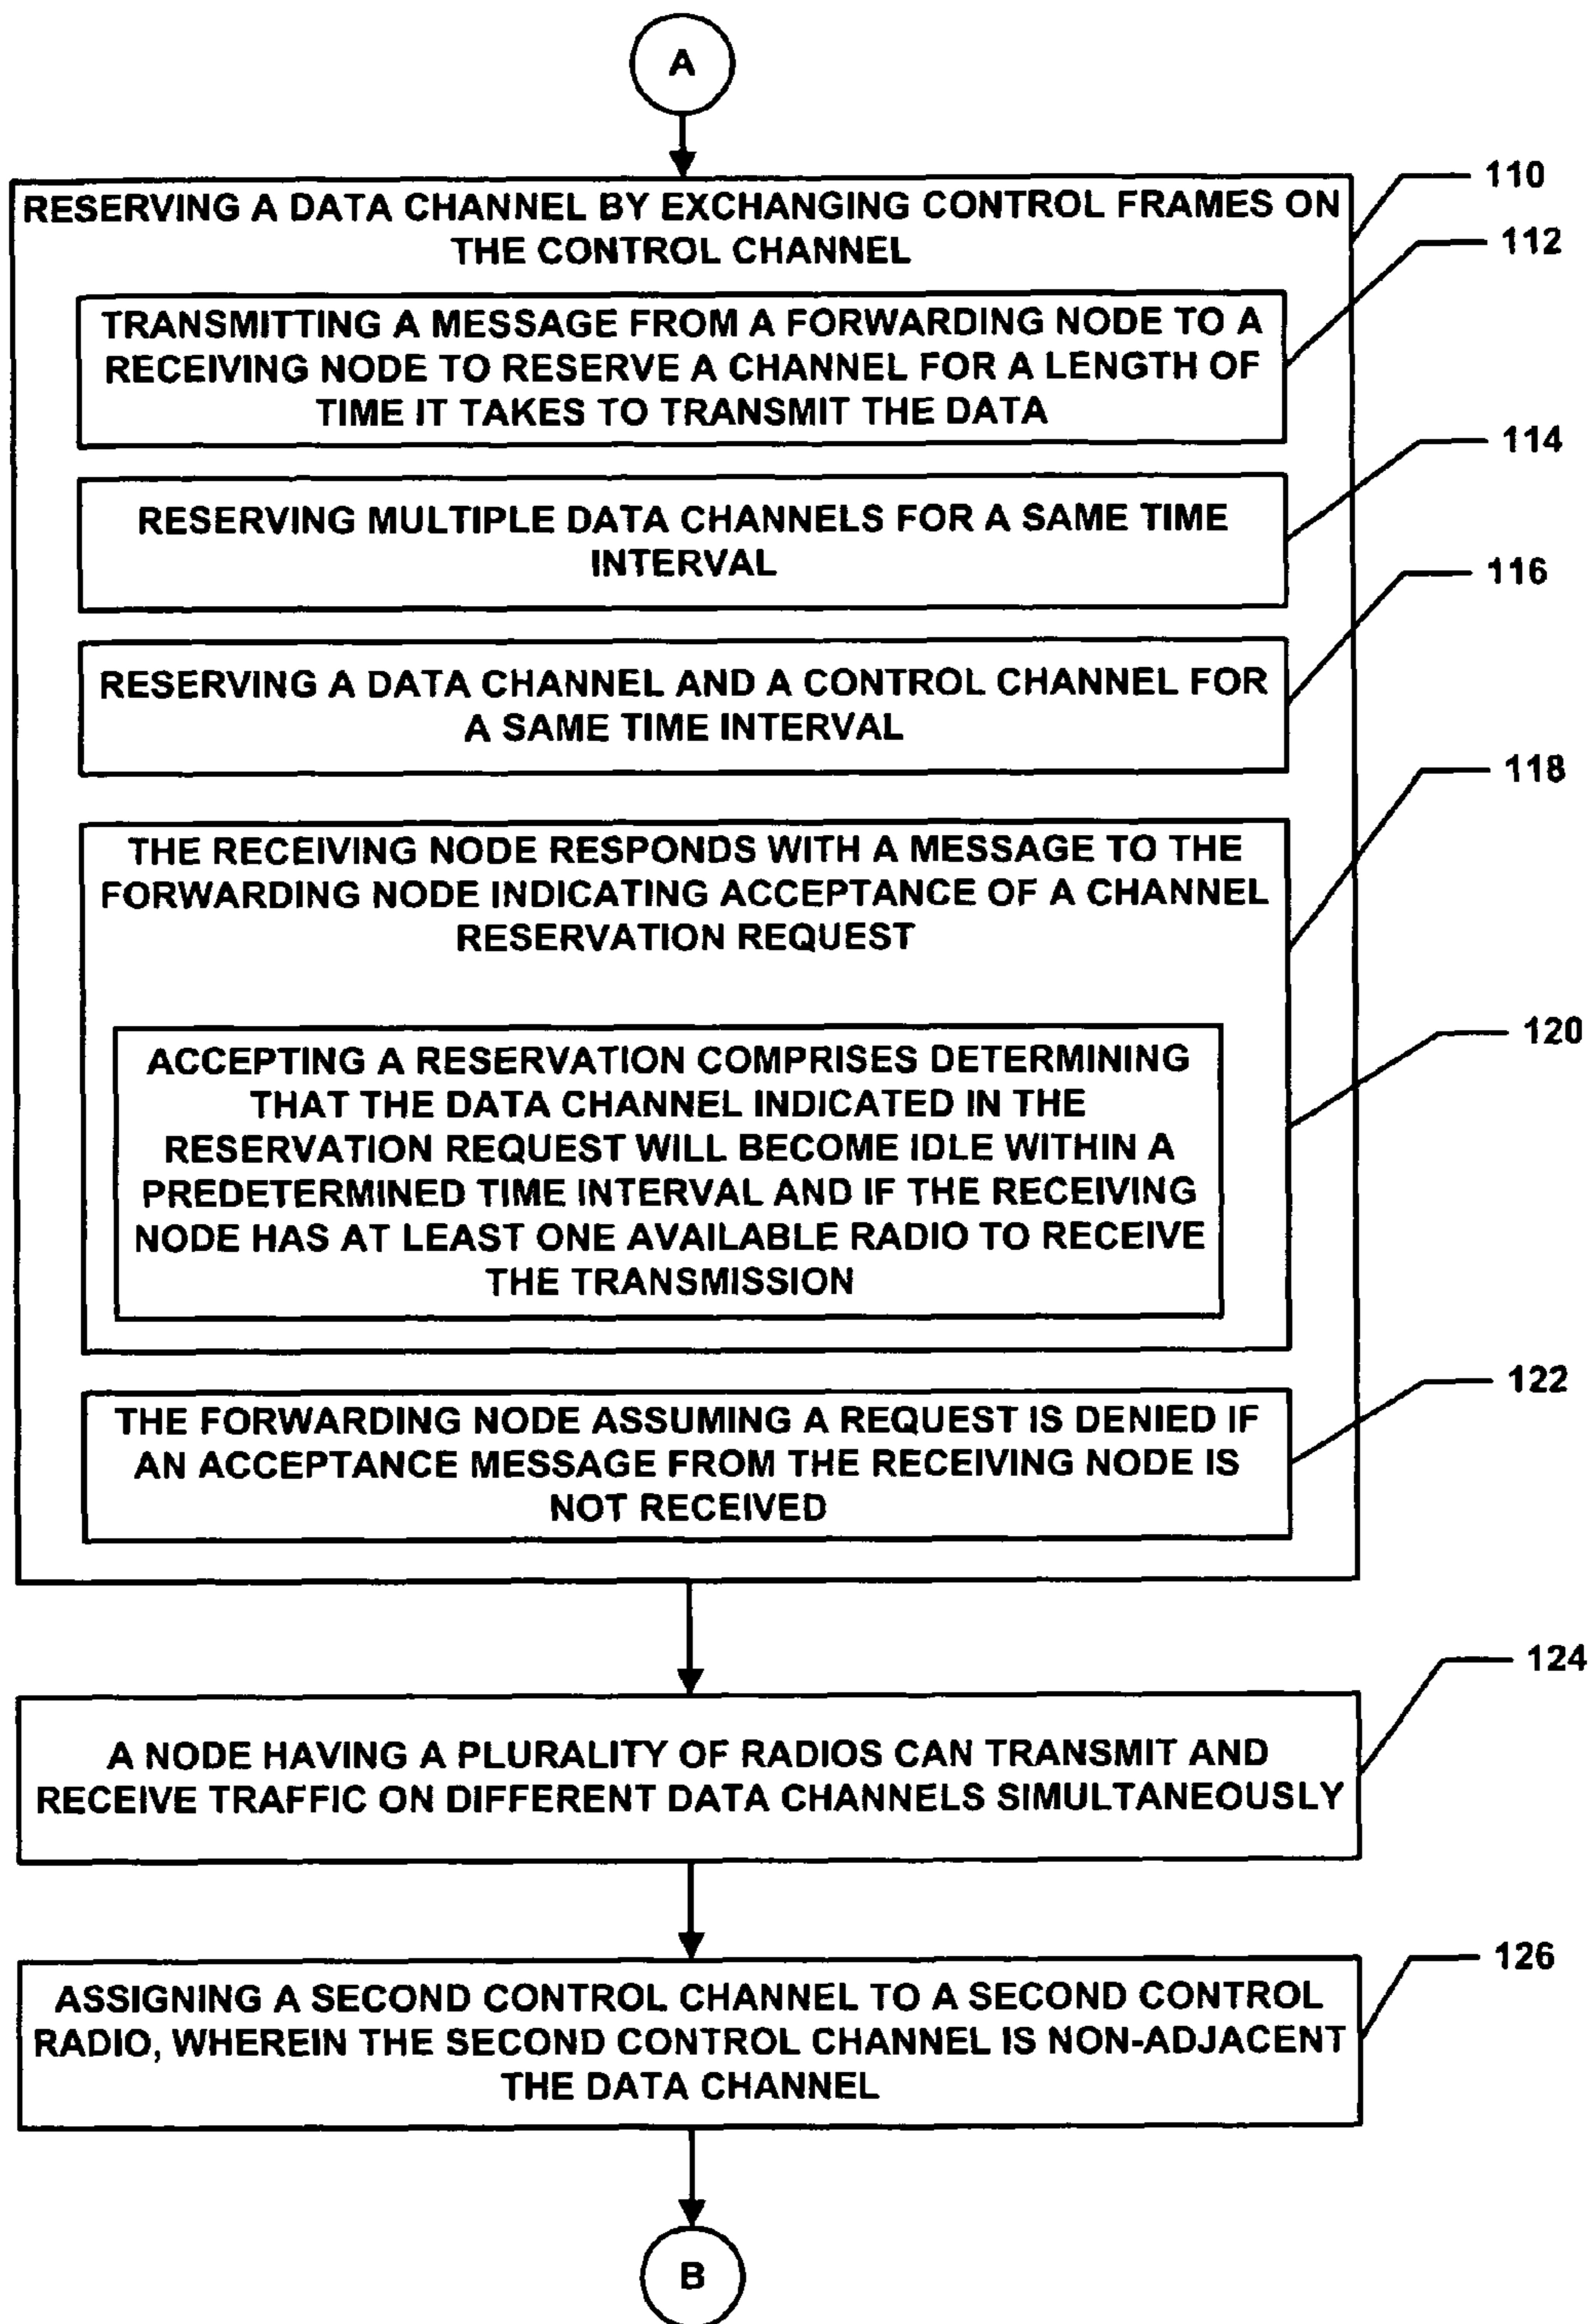 A
RESERVING A DATA CHANNEL BY EXCHANGING CONTROL FRAMES ON
THE CONTROL CHANNEL
110
TRANSMITTING A MESSAGE FROM A FORWARDING NODE TO A
RECEIVING NODE TO RESERVE A CHANNEL FOR A LENGTH OF
TIME IT TAKES TO TRANSMIT THE DATA
112
RESERVING MULTIPLE DATA CHANNELS FOR A SAME TIME
INTERVAL
114
RESERVING A DATA CHANNEL AND A CONTROL CHANNEL FOR
A SAME TIME INTERVAL
116
THE RECEIVING NODE RESPONDS WITH A MESSAGE TO THE
FORWARDING NODE INDICATING ACCEPTANCE OF A CHANNEL
RESERVATION REQUEST
118
ACCEPTING A RESERVATION COMPRISES DETERMINING
THAT THE DATA CHANNEL INDICATED IN THE
RESERVATION REQUEST WILL BECOME IDLE WITHIN A
PREDETERMINED TIME INTERVAL AND IF THE RECEIVING
NODE HAS AT LEAST ONE AVAILABLE RADIO TO RECEIVE
THE TRANSMISSION
120
THE FORWARDING NODE ASSUMING A REQUEST IS DENIED IF
AN ACCEPTANCE MESSAGE FROM THE RECEIVING NODE IS
NOT RECEIVED
122
A NODE HAVING A PLURALITY OF RADIOS CAN TRANSMIT AND
RECEIVE TRAFFIC ON DIFFERENT DATA CHANNELS SIMULTANEOUSLY
124
ASSIGNING A SECOND CONTROL CHANNEL TO A SECOND CONTROL
RADIO, WHEREIN THE SECOND CONTROL CHANNEL IS NON-ADJACENT
THE DATA CHANNEL
126
B